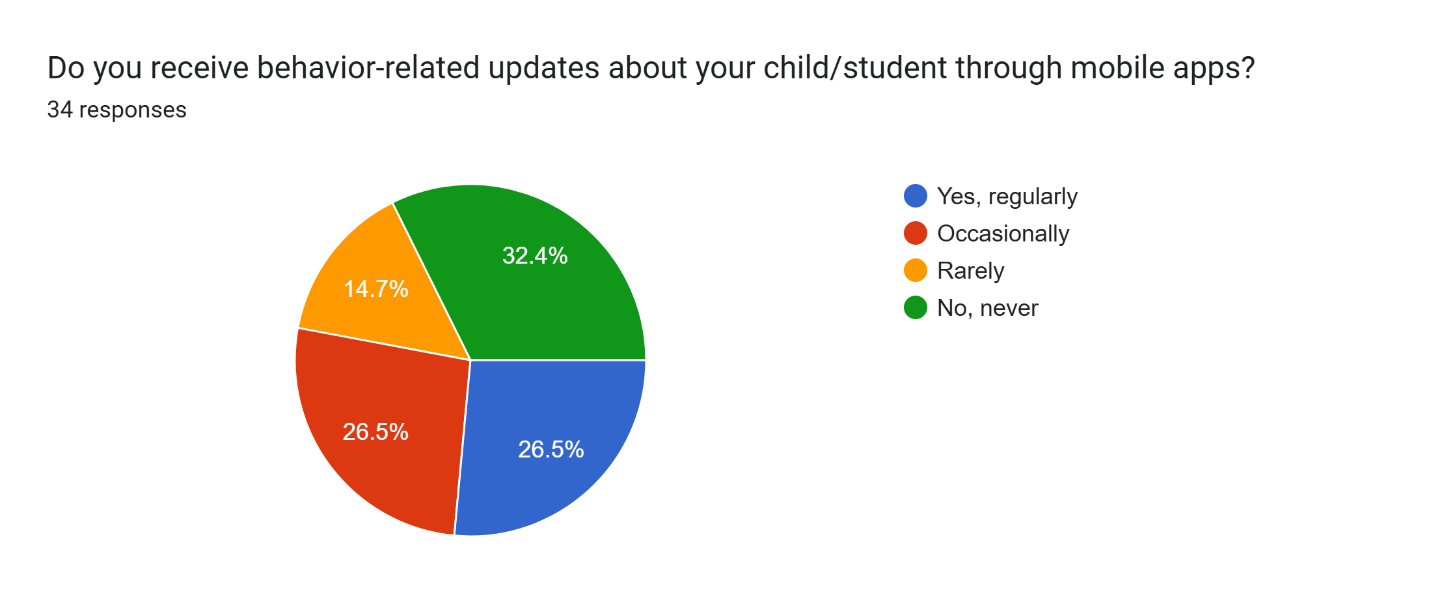 Do you receive behavior-related updates about your child/student through mobile apps?
34 responses
32.4%
14.7%
26.5%
26.5%
Yes, regularly
Occasionally
Rarely
No, never